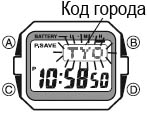 Код города
BATTERY L M H
A B
P.SAVE
TYO
P 10:58 50
C D